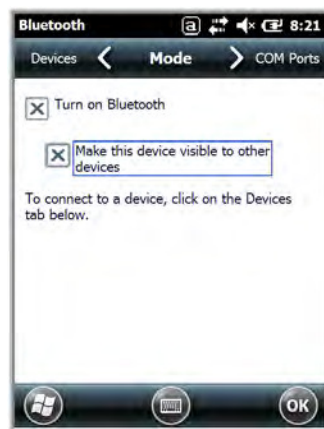 Bluetooth a 8:21
Devices Mode COM Ports
Turn on Bluetooth
Make this device visible to other
devices
To connect to a device, click on the Devices
tab below.
OK